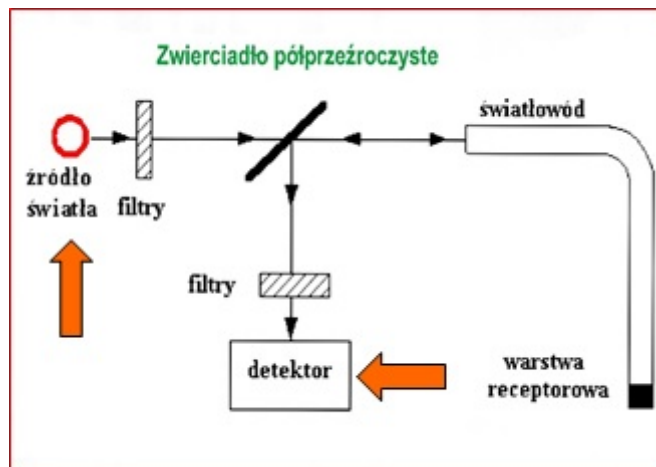 Zwierciadło półprzeźroczyste
światłowód
źródło
światła
filtry
filtry
detektor
warstwa
receptorowa